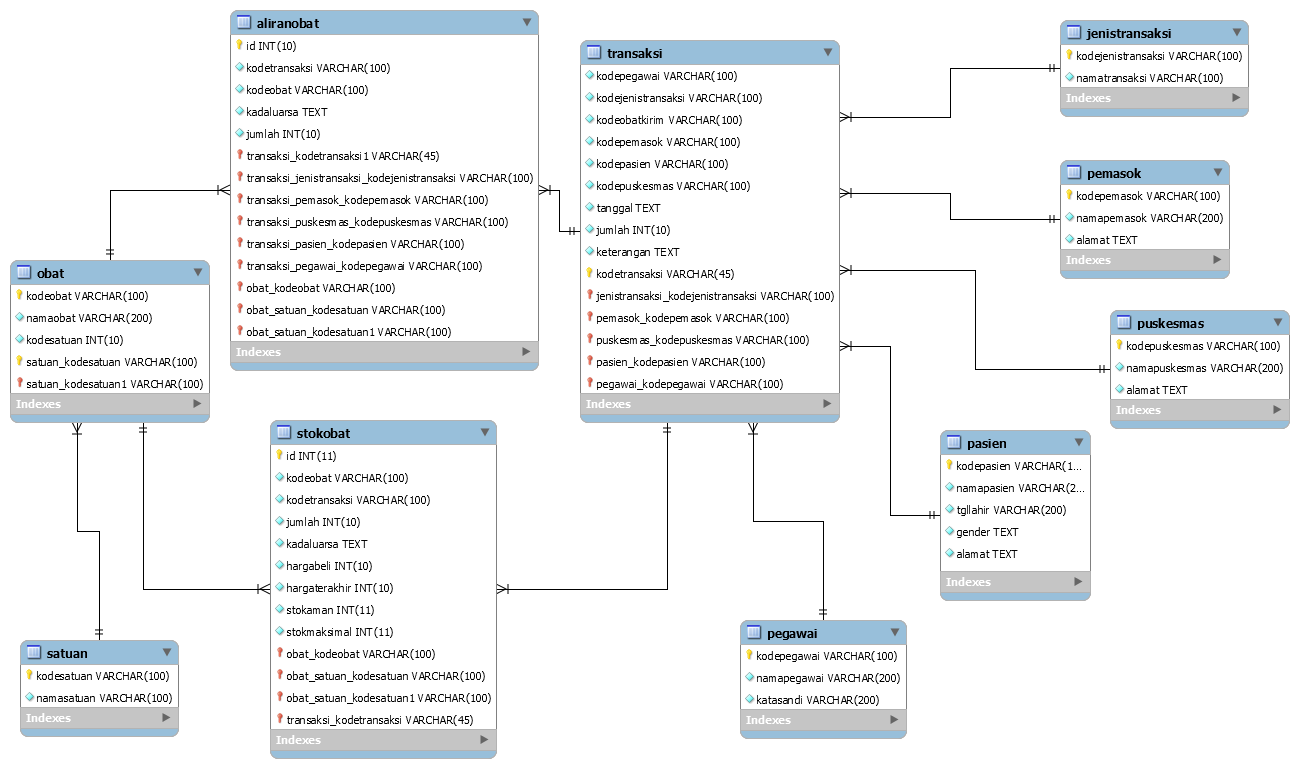 aliranobat
id INT(10)
kodetransaksi VARCHAR(100)
kodeobat VARCHAR(100)
kadaluarsa TEXT
jumlah INT(10)
transaksi_kodetransaksi1 VARCHAR(45)
transaksi_jenistransaksi_kodejenistransaksi VARCHAR(100)
transaksi_pemasok_kodepemasok VARCHAR(100)
transaksi_puskesmas_kodepuskesmas VARCHAR(100)
transaksi_pasien_kodepasien VARCHAR(100)
transaksi_pegawai_kodepegawai VARCHAR(100)
obat_kodeobat VARCHAR(100)
obat_satuan_kodesatuan VARCHAR(100)
obat_satuan_kodesatuan1 VARCHAR(100)
Indexes
transaksi
kodepegawai VARCHAR(100)
kodejenistransaksi VARCHAR(100)
kodeobatkirim VARCHAR(100)
kodepemasok VARCHAR(100)
kodepasien VARCHAR(100)
kodepuskesmas VARCHAR(100)
tanggal TEXT
jumlah INT(10)
keterangan TEXT
kodetransaksi VARCHAR(45)
jenistransaksi_kodejenistransaksi VARCHAR(100)
pemasok_kodepemasok VARCHAR(100)
puskesmas_kodepuskesmas VARCHAR(100)
pasien_kodepasien VARCHAR(100)
pegawai_kodepegawai VARCHAR(100)
Indexes
jenistransaksi
kodejenistransaksi VARCHAR(100)
namatransaksi VARCHAR(100)
Indexes
pemasok
kodepemasok VARCHAR(100)
namapemasok VARCHAR(200)
alamat TEXT
Indexes
obat
kodeobat VARCHAR(100)
namaobat VARCHAR(200)
kodesatuan INT(10)
satuan_kodesatuan VARCHAR(100)
satuan_kodesatuan1 VARCHAR(100)
Indexes
puskesmas
kodepuskesmas VARCHAR(100)
namapuskesmas VARCHAR(200)
alamat TEXT
Indexes
stokobat
id INT(11)
kodeobat VARCHAR(100)
kodetransaksi VARCHAR(100)
jumlah INT(10)
kadaluarsa TEXT
hargabeli INT(10)
hargaterakhir INT(10)
stokaman INT(11)
stokmaksimal INT(11)
obat_kodeobat VARCHAR(100)
obat_satuan_kodesatuan VARCHAR(100)
obat_satuan_kodesatuan1 VARCHAR(100)
transaksi_kodetransaksi VARCHAR(45)
Indexes
pasien
kodepasien VARCHAR(1...
namapasien VARCHAR(2...
tgllahir VARCHAR(200)
gender TEXT
alamat TEXT
Indexes
satuan
kodesatuan VARCHAR(100)
namasatuan VARCHAR(100)
Indexes
pegawai
kodepegawai VARCHAR(100)
namapegawai VARCHAR(200)
katasandi VARCHAR(200)
Indexes